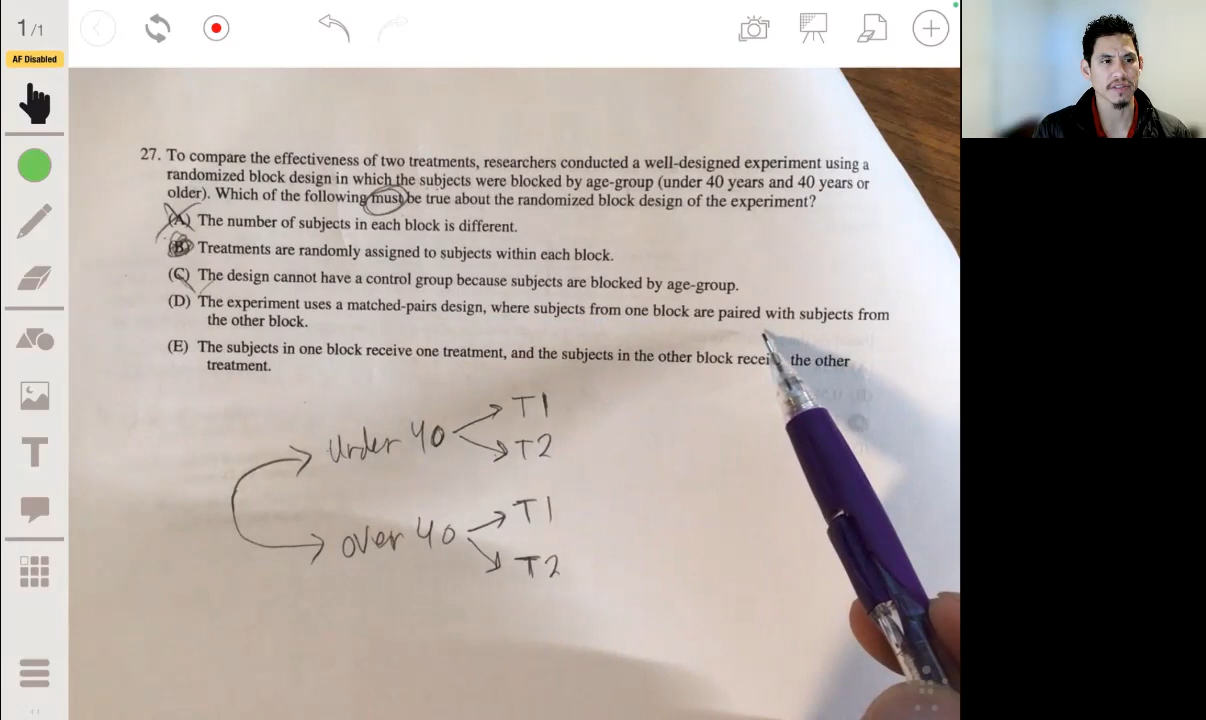 1/1
AF Disabled
27. To compare the effectiveness of two treatments, researchers conducted a well-designed experiment using a
randomized block design in which the subjects were blocked by age-group (under 40 years and 40 years or
older). Which of the following must be true about the randomized block design of the experiment?
(A) The number of subjects in each block is different.
(B) Treatments are randomly assigned to subjects within each block.
(C) The design cannot have a control group because subjects are blocked by age-group.
(D) The experiment uses a matched-pairs design, where subjects from one block are paired with subjects from
the other block.
(E) The subjects in one block receive one treatment, and the subjects in the other block the other
treatment.
T1
Under 40
T2
T1
over 40
T2
T